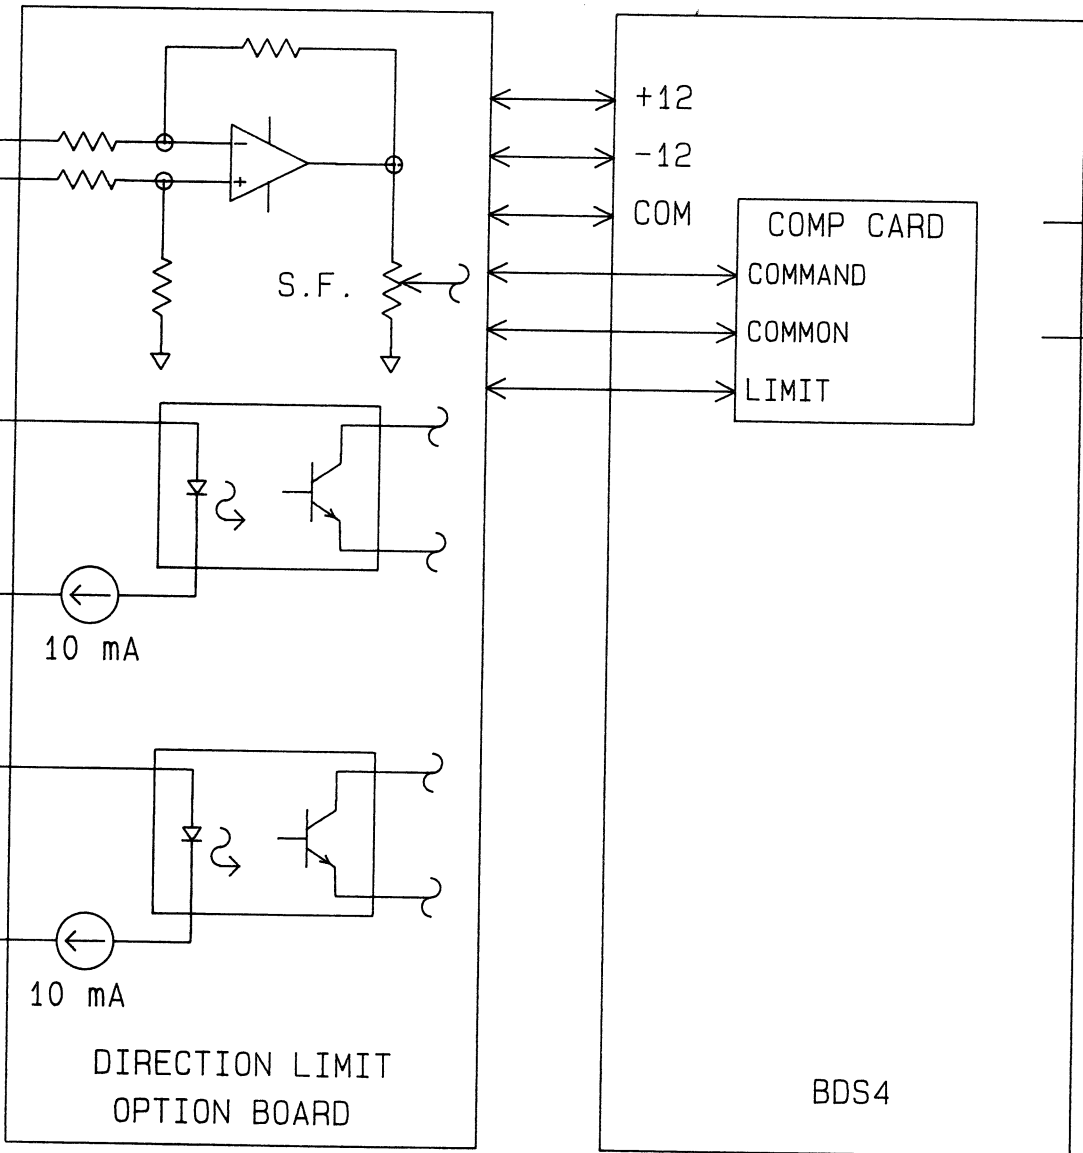 +12
-12
COM
COMP CARD
COMMAND
COMMON
LIMIT
-
+
S.F.
10 mA
10 mA
DIRECTION LIMIT
OPTION BOARD
BDS4